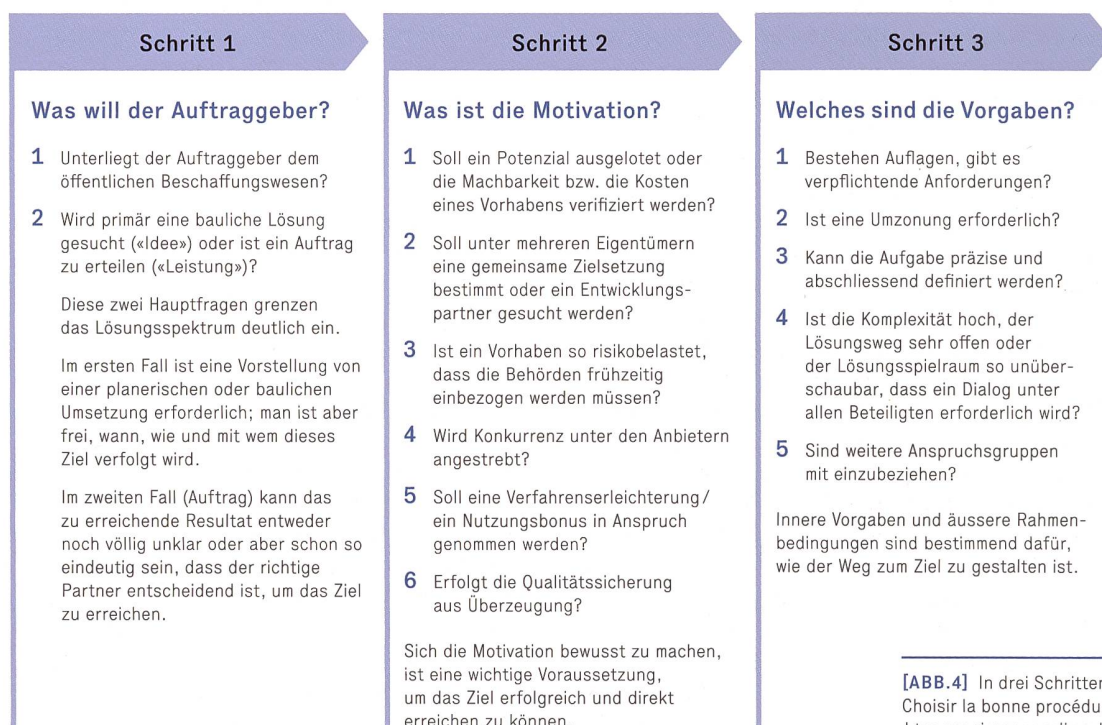 Schritt 1
Was will der Auftraggeber?
1 Unterliegt der Auftraggeber dem
öffentlichen Beschaffungswesen?
2 Wird primär eine bauliche Lösung
gesucht («Idee») oder ist ein Auftrag
zu erteilen («Leistung»)?
Diese zwei Hauptfragen grenzen
das Lösungsspektrum deutlich ein.
Im ersten Fall ist eine Vorstellung von
einer planerischen oder baulichen
Umsetzung erforderlich; man ist aber
frei, wann, wie und mit wem dieses
Ziel verfolgt wird.
Im zweiten Fall (Auftrag) kann das
zu erreichende Resultat entweder
noch völlig unklar oder aber schon so
eindeutig sein, dass der richtige
Partner entscheidend ist, um das Ziel
zu erreichen.
Schritt 2
Was ist die Motivation?
1 Soll ein Potenzial ausgelotet oder
die Machbarkeit bzw. die Kosten
eines Vorhabens verifiziert werden?
2 Soll unter mehreren Eigentümern
eine gemeinsame Zielsetzung
bestimmt oder ein Entwicklungs-
partner gesucht werden?
3 Ist ein Vorhaben so risikobelastet,
dass die Behörden frühzeitig
einbezogen werden müssen?
4 Wird Konkurrenz unter den Anbietern
angestrebt?
5 Soll eine Verfahrenserleichterung/
ein Nutzungsbonus in Anspruch
genommen werden?
6 Erfolgt die Qualitätssicherung
aus Überzeugung?
Sich die Motivation bewusst zu machen,
ist eine wichtige Voraussetzung,
um das Ziel erfolgreich und direkt
erreichen zu können.
Schritt 3
Welches sind die Vorgaben?
1 Bestehen Auflagen, gibt es
verpflichtende Anforderungen?
2 Ist eine Umzonung erforderlich?
3 Kann die Aufgabe präzise und
abschliessend definiert werden?
4 Ist die Komplexität hoch, der
Lösungsweg sehr offen oder
der Lösungsspielraum so unüber-
schaubar, dass ein Dialog unter
allen Beteiligten erforderlich wird?
5 Sind weitere Anspruchsgruppen
mit einzubeziehen?
Innere Vorgaben und äussere Rahmen-
bedingungen sind bestimmend dafür,
wie der Weg zum Ziel zu gestalten ist.
[ABB.4] In drei Schritten
Choisir la bonne procédu